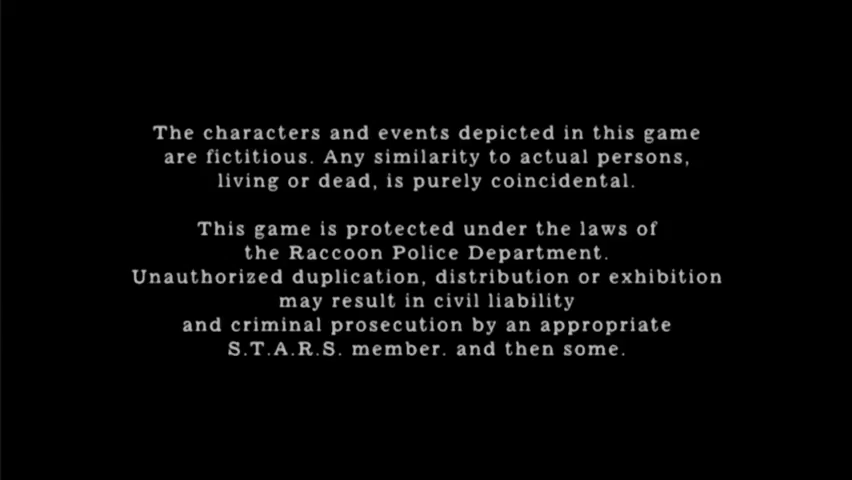 The characters and events depicted in this game
are fictitious. Any similarity to actual persons,
living or dead, is purely coincidental.
This game is protected under the laws of
the Raccoon Police Department.
Unauthorized duplication, distribution or exhibition
may result in civil liability
and criminal prosecution by an appropriate
S.T.A.R.S. member. and then some.